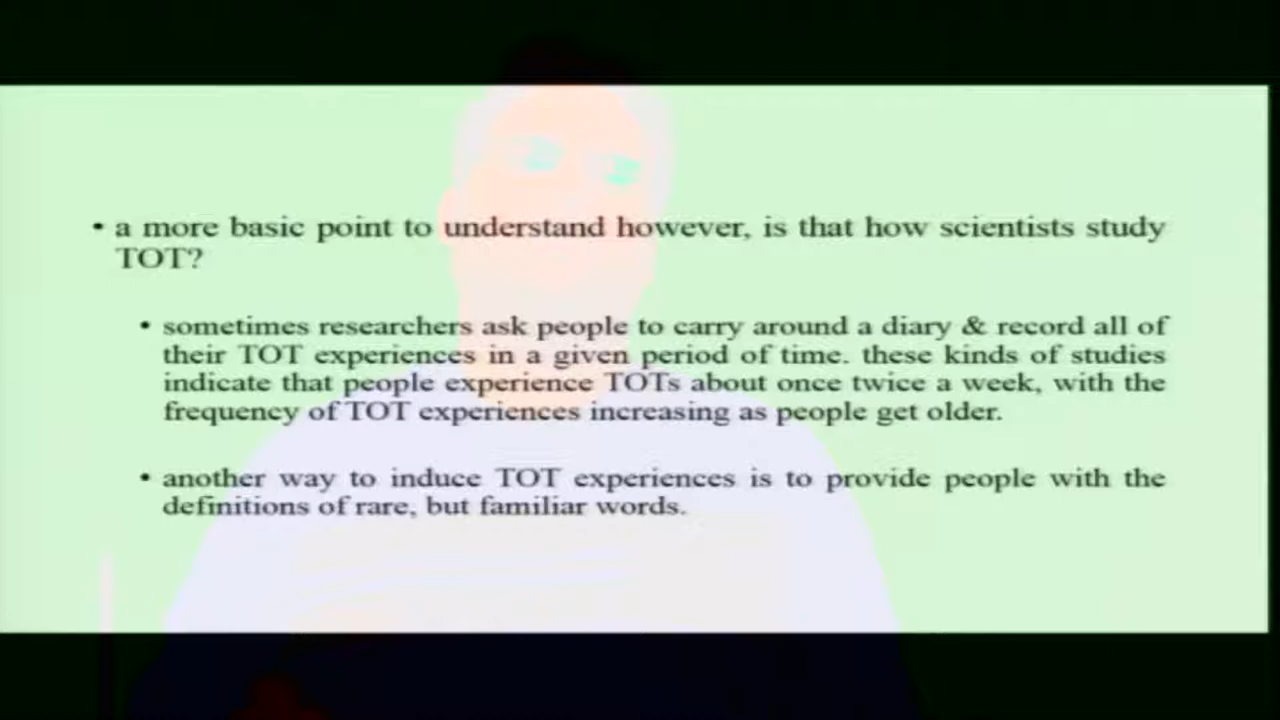 • a more basic point to understand however, is that how scientists study
TOT?
• sometimes researchers ask people to carry around a diary & record all of
their TOT experiences in a given period of time. these kinds of studies
indicate that people experience TOTs about once twice a week, with the
frequency of TOT experiences increasing as people get older.
• another way to induce TOT experiences is to provide people with the
definitions of rare, but familiar words.